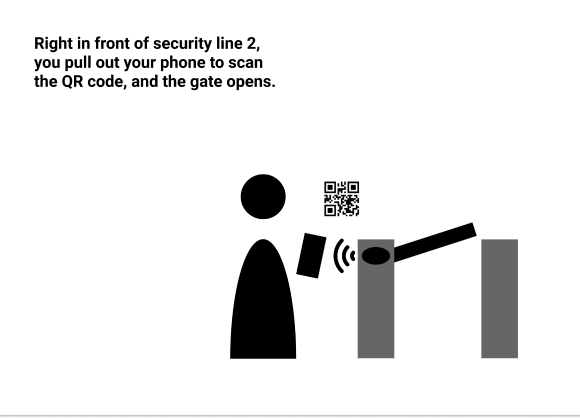 Right in front of security line 2,
you pull out your phone to scan
the QR code, and the gate opens.